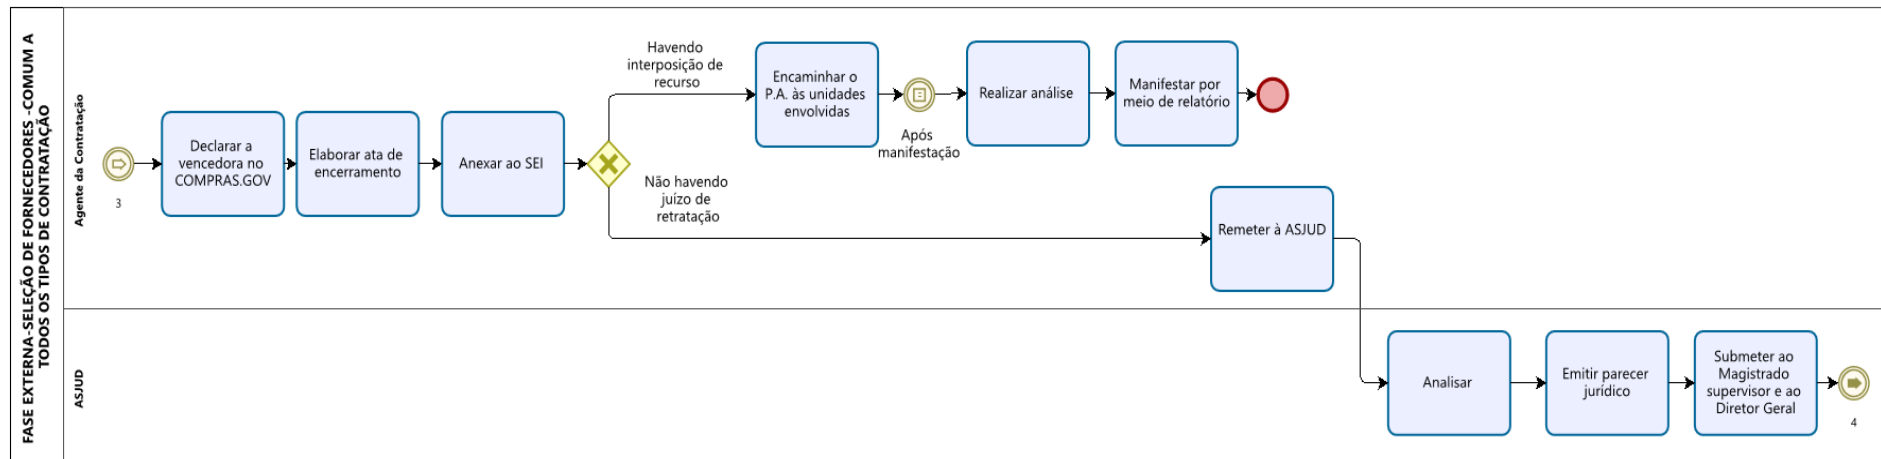 FASE EXTERNA-SELEÇÃO DE FORNECEDORES -COMUM A
TODOS OS TIPOS DE CONTRATAÇÃO
Agente da Contratação
3
Declarar a
vencedora no
COMPRAS.GOV
Elaborar ata de
encerramento
Anexar ao SEI
Havendo
interposição de
recurso
Encaminhar o
P.A. às unidades
envolvidas
Após
manifestação
Realizar análise
Manifestar por
meio de relatório
Não havendo
juízo de
retratação
Remeter à ASJUD
ASJUD
Analisar
Emitir parecer
jurídico
Submeter ao
Magistrado
supervisor e ao
Diretor Geral
4